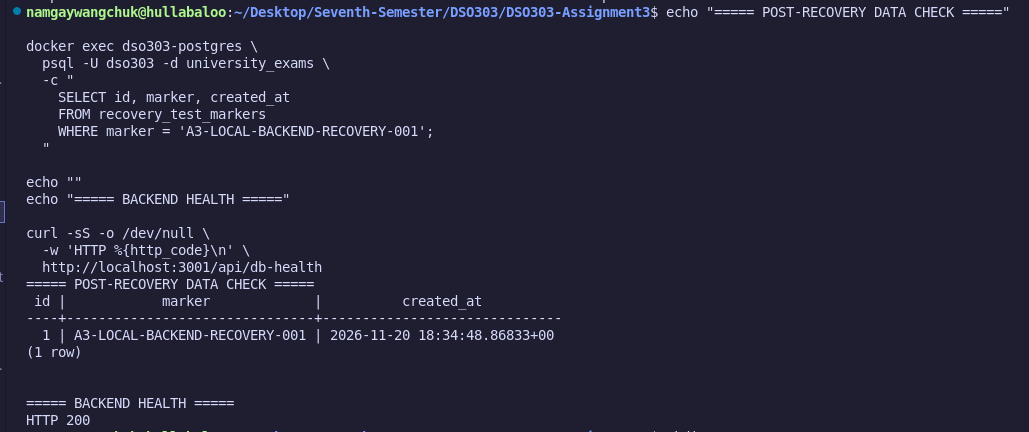 namgaywangchuk@hullabaloo:~/Desktop/Seventh-Semester/DSO303/DSO303-Assignment3$ echo "===== POST-RECOVERY DATA CHECK ====="

docker exec dso303-postgres \
  psql -U dso303 -d university_exams \
  -c "
    SELECT id, marker, created_at
    FROM recovery_test_markers
    WHERE marker = 'A3-LOCAL-BACKEND-RECOVERY-001';
  "

echo ""
echo "===== BACKEND HEALTH ====="

curl -sS -o /dev/null \
  -w 'HTTP %{http_code}\n' \
  http://localhost:3001/api/db-health
===== POST-RECOVERY DATA CHECK =====
 id |            marker             |          created_at
----+-------------------------------+------------------------------
  1 | A3-LOCAL-BACKEND-RECOVERY-001 | 2026-11-20 18:34:48.86833+00
(1 row)


===== BACKEND HEALTH =====
HTTP 200